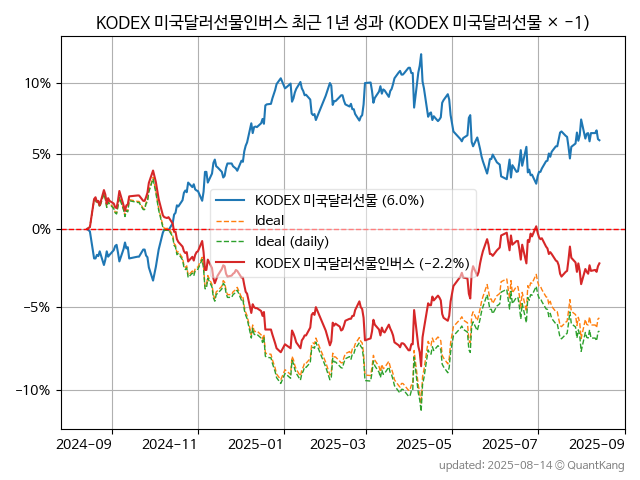 KODEX 미국달러선물인버스 최근 1년 성과 (KODEX 미국달러선물 × −1)
10%
5%
0%
−5%
−10%
KODEX 미국달러선물 (6.0%)
Ideal
Ideal (daily)
KODEX 미국달러선물인버스 (−2.2%)
2024−09
2024−11
2025−01
2025−03
2025−05
2025−07
2025−09
updated: 2025-08-14 © QuantKang